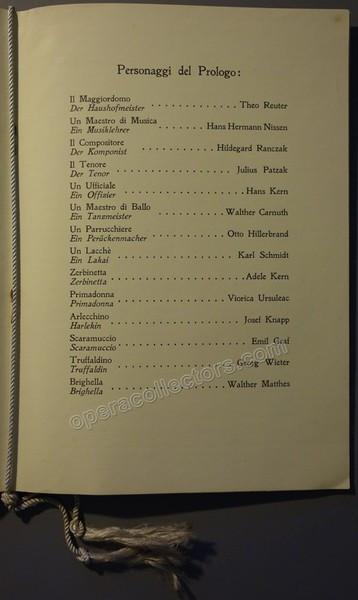 Personaggi del Prologo:
Il Maggiordomo
Der Haushofmeister . . . . . . . . . . . . . Theo Reuter
Un Maestro di Musica
Ein Musiklehrer . . . . . . . Hans Hermann Nissen
Il Compositore
Der Komponist . . . . . . . . . . . Hildegard Ranczak
Il Tenore
Der Tenor . . . . . . . . . . . . . . . . Julius Patzak
Un Ufficiale
Ein Offizier . . . . . . . . . . . . . . . . Hans Kern
Un Maestro di Ballo
Ein Tanzmeister . . . . . . . . . . . Walther Carnuth
Un Parrucchiere
Ein Perückenmacher . . . . . . . . . . Otto Hillerbrand
Un Lacchè
Ein Lakai . . . . . . . . . . . . . . . . Karl Schmidt
Zerbinetta
Zerbinetta . . . . . . . . . . . . . . . . . Adele Kern
Primadonna
Primadonna . . . . . . . . . . . . . . Viorica Ursuleac
Arlecchino
Harlekin . . . . . . . . . . . . . . . . . Josef Knapp
Scaramuccio
Scaramuccio . . . . . . . . . . . . . . . . Emil Graf
Truffaldino
Truffaldin . . . . . . . . . . . . . . . . Georg Wieter
Brighella
Brighella . . . . . . . . . . . . . . . Walther Matthes
operacollectors.com